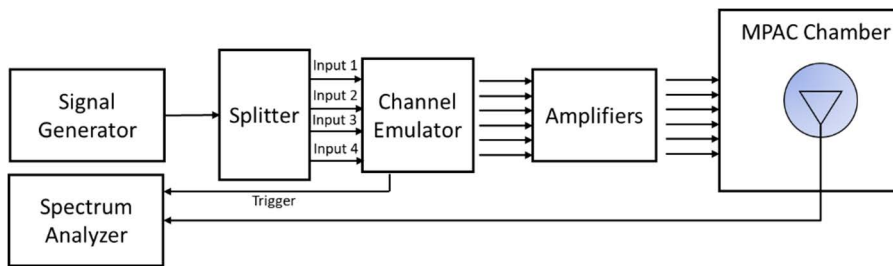 MPAC Chamber
Signal
Generator
Splitter
Input 1
Input 2
Input 3
Input 4
Channel
Emulator
Amplifiers
Trigger
Spectrum
Analyzer